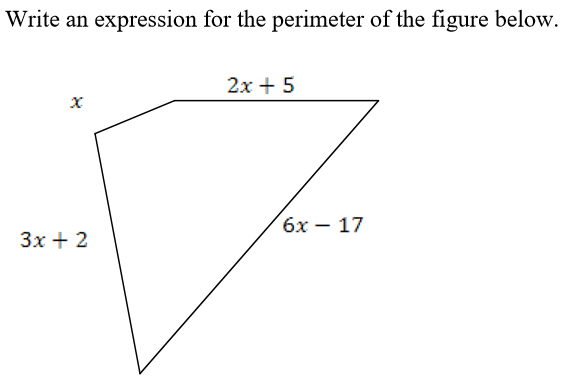 Write an expression for the perimeter of the figure below.
2x + 5
x
6x − 17
3x + 2